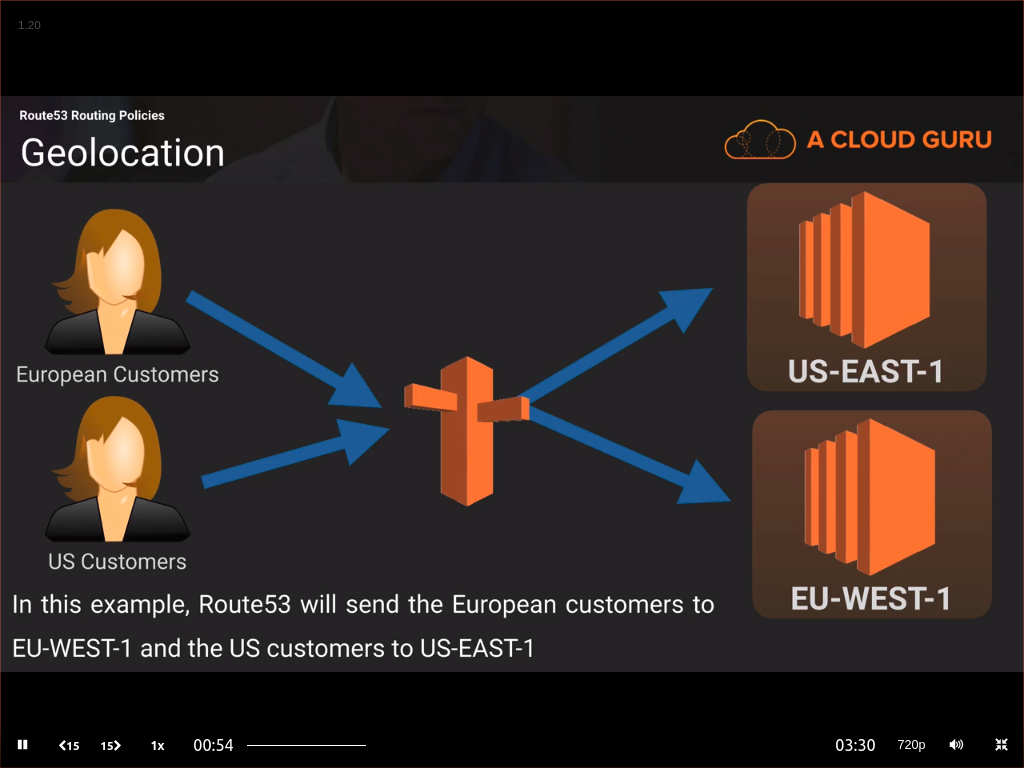 1.20
Route53 Routing Policies
Geolocation
A CLOUD GURU
European Customers
US-EAST-1
US Customers
EU-WEST-1
In this example, Route53 will send the European customers to
EU-WEST-1 and the US customers to US-EAST-1
15 15 1x 00:54 03:30 720p